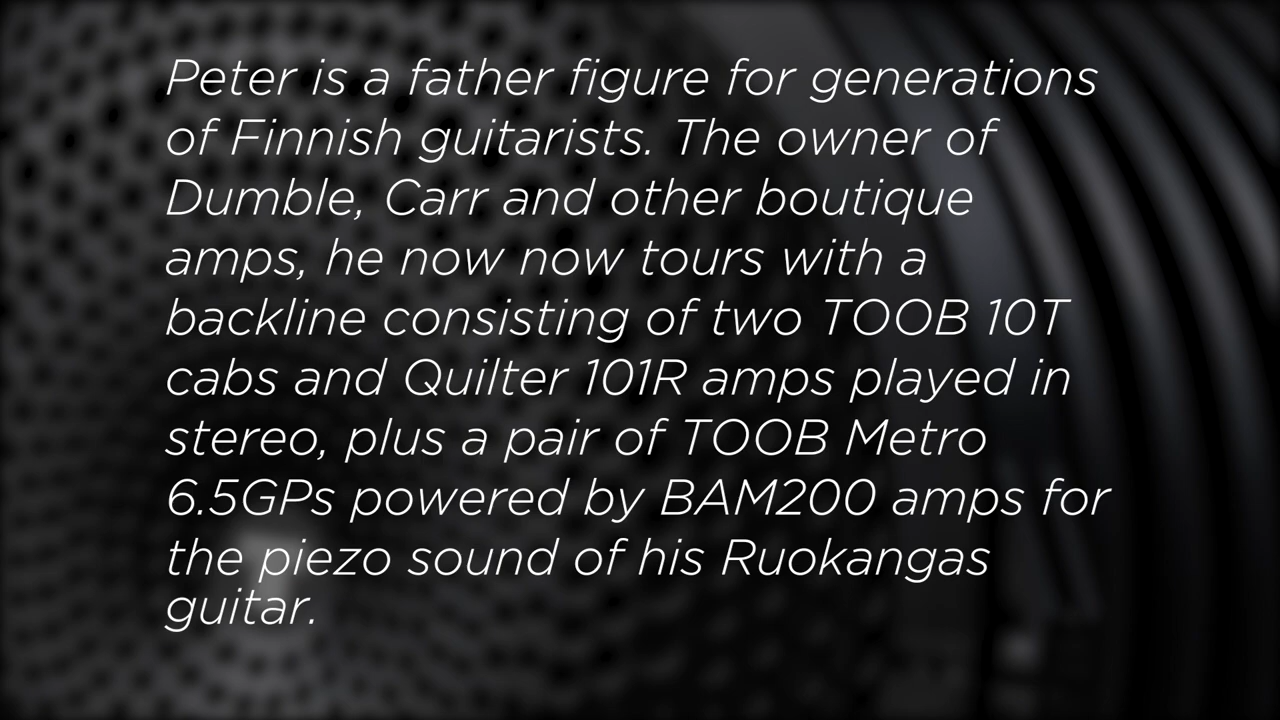 Peter is a father figure for generations
of Finnish guitarists. The owner of
Dumble, Carr and other boutique
amps, he now now tours with a
backline consisting of two TOOB 10T
cabs and Quilter 101R amps played in
stereo, plus a pair of TOOB Metro
6.5GPs powered by BAM200 amps for
the piezo sound of his Ruokangas
guitar.